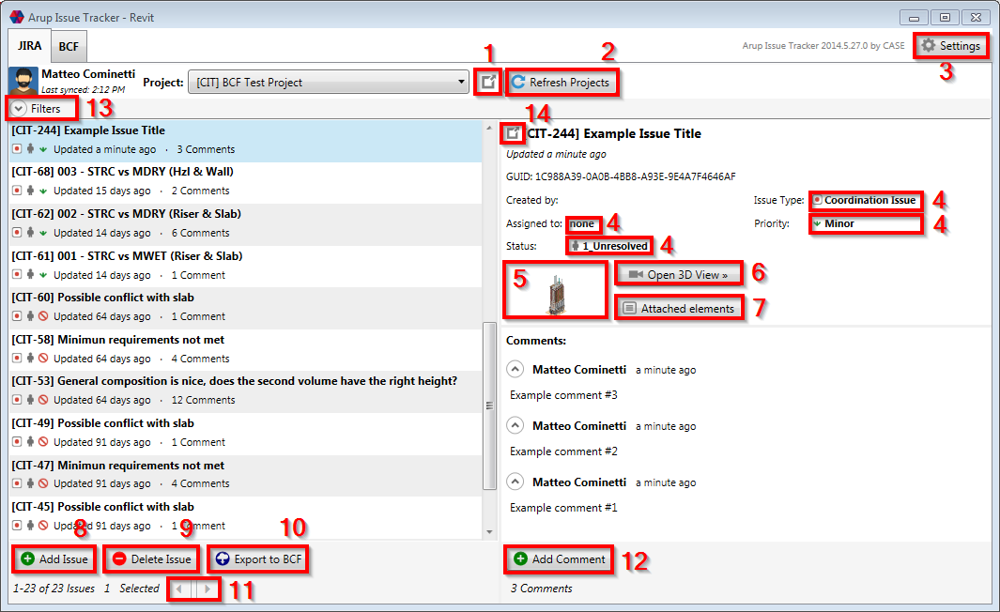 Arup Issue Tracker - Revit
JIRA BCF
Arup Issue Tracker 2014.5.27.0 by CASE Settings
1 2 3
Matteo Cominetti
Last synced: 2:12 PM
Project: [CIT] BCF Test Project Refresh Projects
Filters 13
[CIT-244] Example Issue Title
Updated a minute ago · 3 Comments
[CIT-68] 003 - STRC vs MDRY (Hzl & Wall)
Updated 15 days ago · 2 Comments
[CIT-62] 002 - STRC vs MDRY (Riser & Slab)
Updated 14 days ago · 6 Comments
[CIT-61] 001 - STRC vs MWET (Riser & Slab)
Updated 14 days ago · 1 Comment
[CIT-60] Possible conflict with slab
Updated 64 days ago · 1 Comment
[CIT-58] Minimun requirements not met
Updated 64 days ago · 4 Comments
[CIT-53] General composition is nice, does the second volume have the right height?
Updated 64 days ago · 12 Comments
[CIT-49] Possible conflict with slab
Updated 91 days ago · 1 Comment
[CIT-47] Minimun requirements not met
Updated 91 days ago · 4 Comments
[CIT-45] Possible conflict with slab
Updated 91 days ago · 1 Comment
8 9 10
Add Issue Delete Issue Export to BCF
1-23 of 23 Issues 1 Selected 11
14
[CIT-244] Example Issue Title
Updated a minute ago
GUID: 1C988A39-0A0B-4BB8-A93E-9E4A7F4646AF
Created by: Issue Type: Coordination Issue 4
Assigned to: none 4 Priority: Minor 4
Status: 1_Unresolved 4
5 Open 3D View » 6
Attached elements 7
Comments:
Matteo Cominetti a minute ago
Example comment #3
Matteo Cominetti a minute ago
Example comment #2
Matteo Cominetti a minute ago
Example comment #1
Add Comment 12
3 Comments